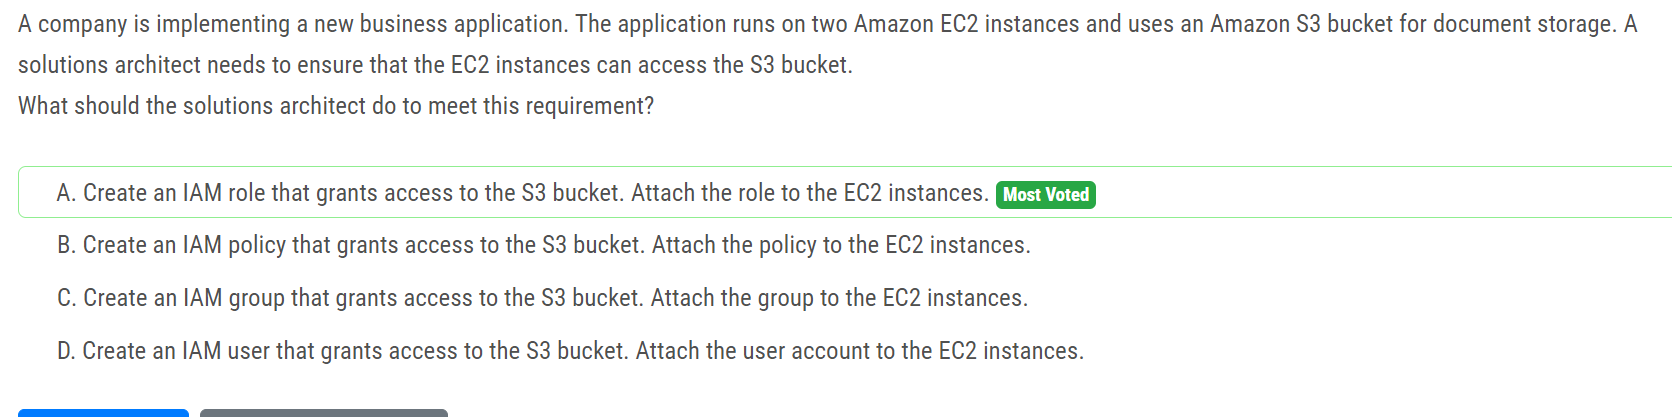 A company is implementing a new business application. The application runs on two Amazon EC2 instances and uses an Amazon S3 bucket for document storage. A
solutions architect needs to ensure that the EC2 instances can access the S3 bucket.
What should the solutions architect do to meet this requirement?
A. Create an IAM role that grants access to the S3 bucket. Attach the role to the EC2 instances. Most Voted
B. Create an IAM policy that grants access to the S3 bucket. Attach the policy to the EC2 instances.
C. Create an IAM group that grants access to the S3 bucket. Attach the group to the EC2 instances.
D. Create an IAM user that grants access to the S3 bucket. Attach the user account to the EC2 instances.